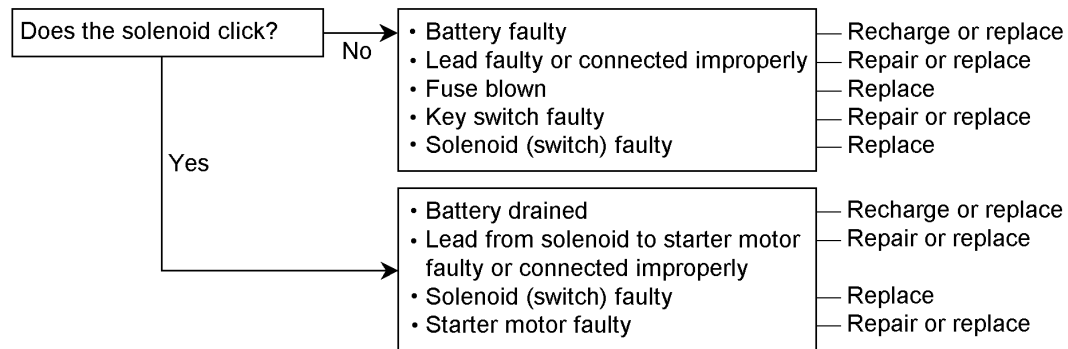 Does the solenoid click?
No
• Battery faulty — Recharge or replace
• Lead faulty or connected improperly — Repair or replace
• Fuse blown — Replace
• Key switch faulty — Repair or replace
• Solenoid (switch) faulty — Replace
Yes
• Battery drained — Recharge or replace
• Lead from solenoid to starter motor — Repair or replace
faulty or connected improperly
• Solenoid (switch) faulty — Replace
• Starter motor faulty — Repair or replace